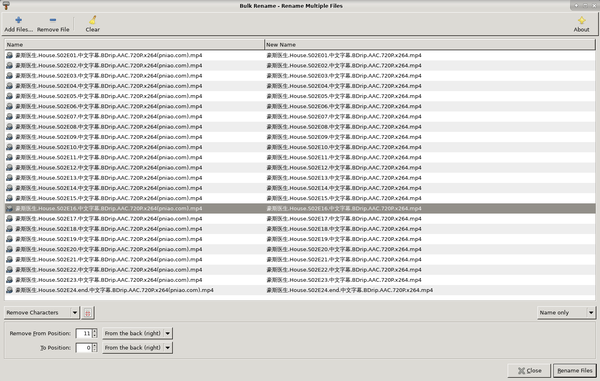 Bulk Rename - Rename Multiple Files
Add Files... Remove File Clear About
Name New Name
豪斯医生.House.S02E01.中文字幕.BDrip.AAC.720P.x264(pniao.com).mp4 豪斯医生.House.S02E01.中文字幕.BDrip.AAC.720P.x264.mp4
豪斯医生.House.S02E02.中文字幕.BDrip.AAC.720P.x264(pniao.com).mp4 豪斯医生.House.S02E02.中文字幕.BDrip.AAC.720P.x264.mp4
豪斯医生.House.S02E03.中文字幕.BDrip.AAC.720P.x264(pniao.com).mp4 豪斯医生.House.S02E03.中文字幕.BDrip.AAC.720P.x264.mp4
豪斯医生.House.S02E04.中文字幕.BDrip.AAC.720P.x264(pniao.com).mp4 豪斯医生.House.S02E04.中文字幕.BDrip.AAC.720P.x264.mp4
豪斯医生.House.S02E05.中文字幕.BDrip.AAC.720P.x264(pniao.com).mp4 豪斯医生.House.S02E05.中文字幕.BDrip.AAC.720P.x264.mp4
豪斯医生.House.S02E06.中文字幕.BDrip.AAC.720P.x264(pniao.com).mp4 豪斯医生.House.S02E06.中文字幕.BDrip.AAC.720P.x264.mp4
豪斯医生.House.S02E07.中文字幕.BDrip.AAC.720P.x264(pniao.com).mp4 豪斯医生.House.S02E07.中文字幕.BDrip.AAC.720P.x264.mp4
豪斯医生.House.S02E08.中文字幕.BDrip.AAC.720P.x264(pniao.com).mp4 豪斯医生.House.S02E08.中文字幕.BDrip.AAC.720P.x264.mp4
豪斯医生.House.S02E09.中文字幕.BDrip.AAC.720P.x264(pniao.com).mp4 豪斯医生.House.S02E09.中文字幕.BDrip.AAC.720P.x264.mp4
豪斯医生.House.S02E10.中文字幕.BDrip.AAC.720P.x264(pniao.com).mp4 豪斯医生.House.S02E10.中文字幕.BDrip.AAC.720P.x264.mp4
豪斯医生.House.S02E11.中文字幕.BDrip.AAC.720P.x264(pniao.com).mp4 豪斯医生.House.S02E11.中文字幕.BDrip.AAC.720P.x264.mp4
豪斯医生.House.S02E12.中文字幕.BDrip.AAC.720P.x264(pniao.com).mp4 豪斯医生.House.S02E12.中文字幕.BDrip.AAC.720P.x264.mp4
豪斯医生.House.S02E13.中文字幕.BDrip.AAC.720P.x264(pniao.com).mp4 豪斯医生.House.S02E13.中文字幕.BDrip.AAC.720P.x264.mp4
豪斯医生.House.S02E14.中文字幕.BDrip.AAC.720P.x264(pniao.com).mp4 豪斯医生.House.S02E14.中文字幕.BDrip.AAC.720P.x264.mp4
豪斯医生.House.S02E15.中文字幕.BDrip.AAC.720P.x264(pniao.com).mp4 豪斯医生.House.S02E15.中文字幕.BDrip.AAC.720P.x264.mp4
豪斯医生.House.S02E16.中文字幕.BDrip.AAC.720P.x264(pniao.com).mp4 豪斯医生.House.S02E16.中文字幕.BDrip.AAC.720P.x264.mp4
豪斯医生.House.S02E17.中文字幕.BDrip.AAC.720P.x264(pniao.com).mp4 豪斯医生.House.S02E17.中文字幕.BDrip.AAC.720P.x264.mp4
豪斯医生.House.S02E18.中文字幕.BDrip.AAC.720P.x264(pniao.com).mp4 豪斯医生.House.S02E18.中文字幕.BDrip.AAC.720P.x264.mp4
豪斯医生.House.S02E19.中文字幕.BDrip.AAC.720P.x264(pniao.com).mp4 豪斯医生.House.S02E19.中文字幕.BDrip.AAC.720P.x264.mp4
豪斯医生.House.S02E20.中文字幕.BDrip.AAC.720P.x264(pniao.com).mp4 豪斯医生.House.S02E20.中文字幕.BDrip.AAC.720P.x264.mp4
豪斯医生.House.S02E21.中文字幕.BDrip.AAC.720P.x264(pniao.com).mp4 豪斯医生.House.S02E21.中文字幕.BDrip.AAC.720P.x264.mp4
豪斯医生.House.S02E22.中文字幕.BDrip.AAC.720P.x264(pniao.com).mp4 豪斯医生.House.S02E22.中文字幕.BDrip.AAC.720P.x264.mp4
豪斯医生.House.S02E23.中文字幕.BDrip.AAC.720P.x264(pniao.com).mp4 豪斯医生.House.S02E23.中文字幕.BDrip.AAC.720P.x264.mp4
豪斯医生.House.S02E24.end.中文字幕.BDrip.AAC.720P.x264(pniao.com).mp4 豪斯医生.House.S02E24.end.中文字幕.BDrip.AAC.720P.x264.mp4
Remove Characters Name only
Remove From Position: 11 From the back (right)
To Position: 0 From the back (right)
Close Rename Files